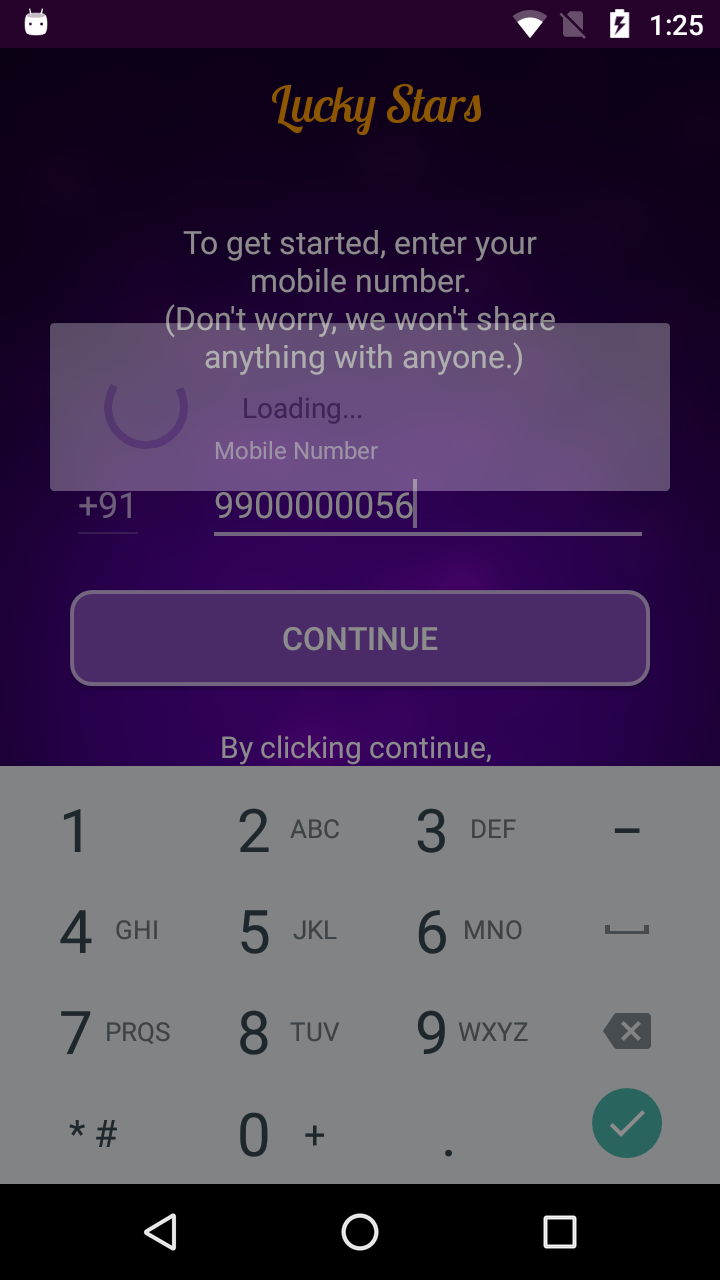 1:25
Lucky Stars
To get started, enter your
mobile number.
(Don't worry, we won't share
anything with anyone.)
Loading...
Mobile Number
+91 9900000056
CONTINUE
By clicking continue,
1 2 ABC 3 DEF –
4 GHI 5 JKL 6 MNO
7 PRQS 8 TUV 9 WXYZ
* # 0 + .